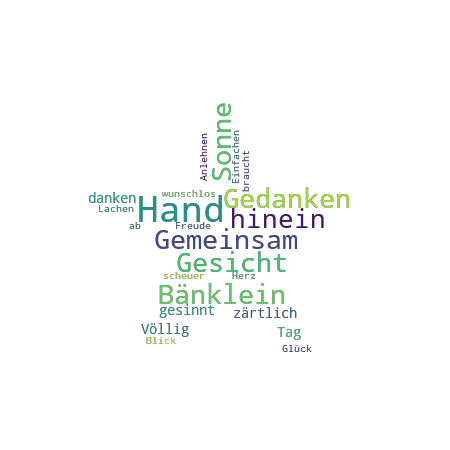 Sonne
Anlehnen
Einfachen
braucht
danken
wunschlos
Gedanken
Lachen
Hand
hinein
ab
Freude
Gemeinsam
Gesicht
scheuer
Herz
Bänklein
gesinnt
zärtlich
Völlig
Tag
Blick
Glück